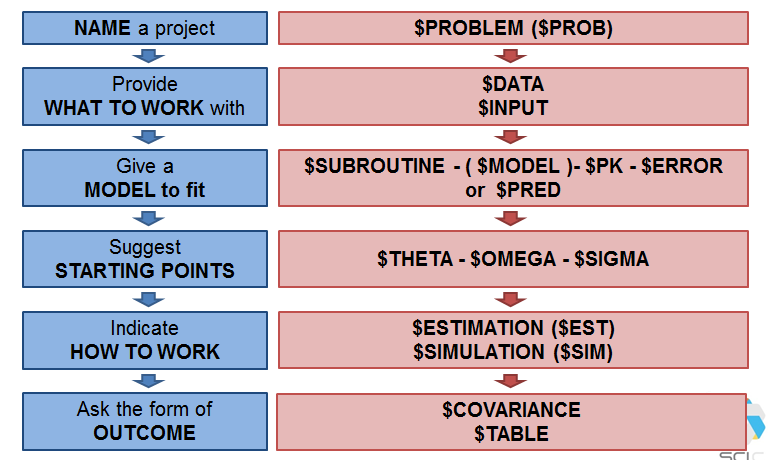 NAME a project
$PROBLEM ($PROB)
Provide
WHAT TO WORK with
$DATA
$INPUT
Give a
MODEL to fit
$SUBROUTINE - ( $MODEL )- $PK - $ERROR
or $PRED
Suggest
STARTING POINTS
$THETA - $OMEGA - $SIGMA
Indicate
HOW TO WORK
$ESTIMATION ($EST)
$SIMULATION ($SIM)
Ask the form of
OUTCOME
$COVARIANCE
$TABLE